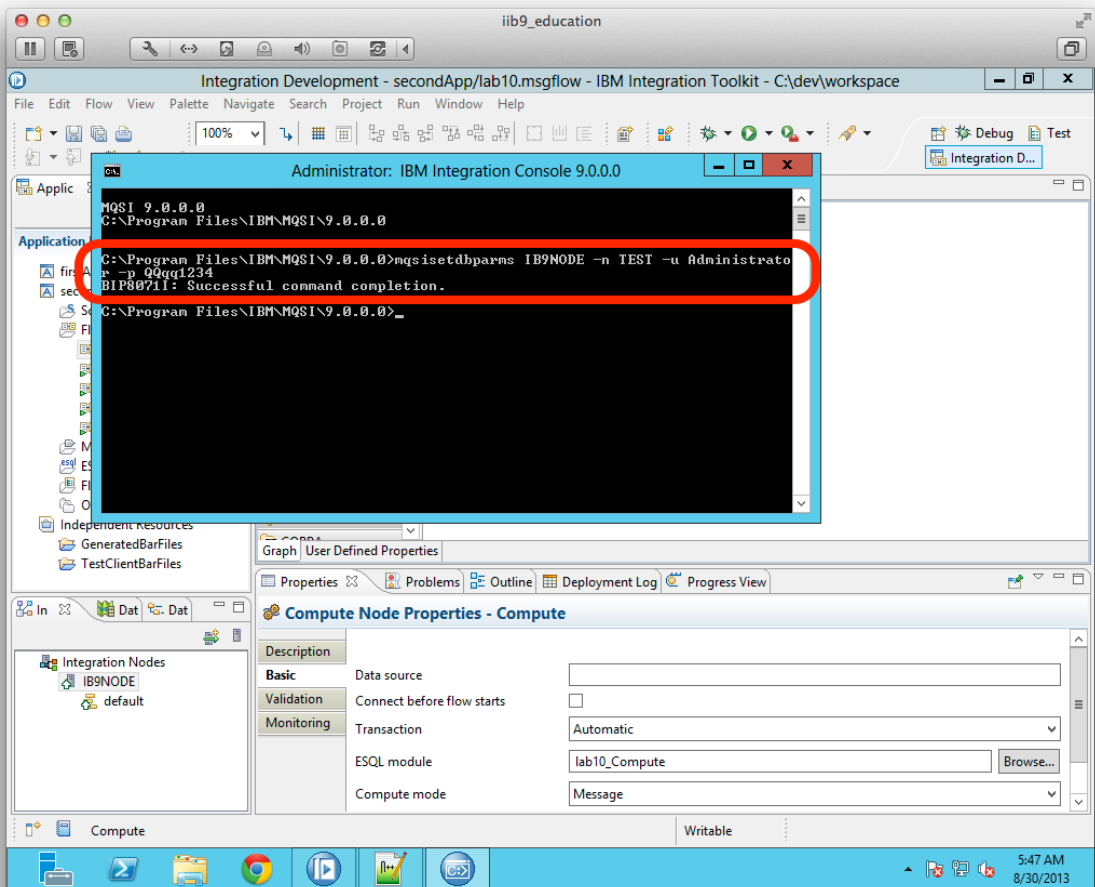 iib9_education
Integration Development - secondApp/lab10.msgflow - IBM Integration Toolkit - C:\dev\workspace
File Edit Flow View Palette Navigate Search Project Run Window Help
100%
Debug Test
Integration D...
Administrator: IBM Integration Console 9.0.0.0
Applic
MQSI 9.0.0.0
C:\Program Files\IBM\MQSI\9.0.0.0
Application
C:\Program Files\IBM\MQSI\9.0.0.0>mqsisetdbparms IB9NODE -n TEST -u Administrato
r -p QQqq1234
BIP8071I: Successful command completion.
C:\Program Files\IBM\MQSI\9.0.0.0>_
Independent Resources
GeneratedBarFiles
TestClientBarFiles
Graph User Defined Properties
Properties Problems Outline Deployment Log Progress View
In Dat Dat
Compute Node Properties - Compute
Description
Basic Data source
Validation Connect before flow starts
Monitoring Transaction Automatic
ESQL module lab10_Compute Browse...
Compute mode Message
Integration Nodes
IB9NODE
default
Compute Writable
5:47 AM
8/30/2013